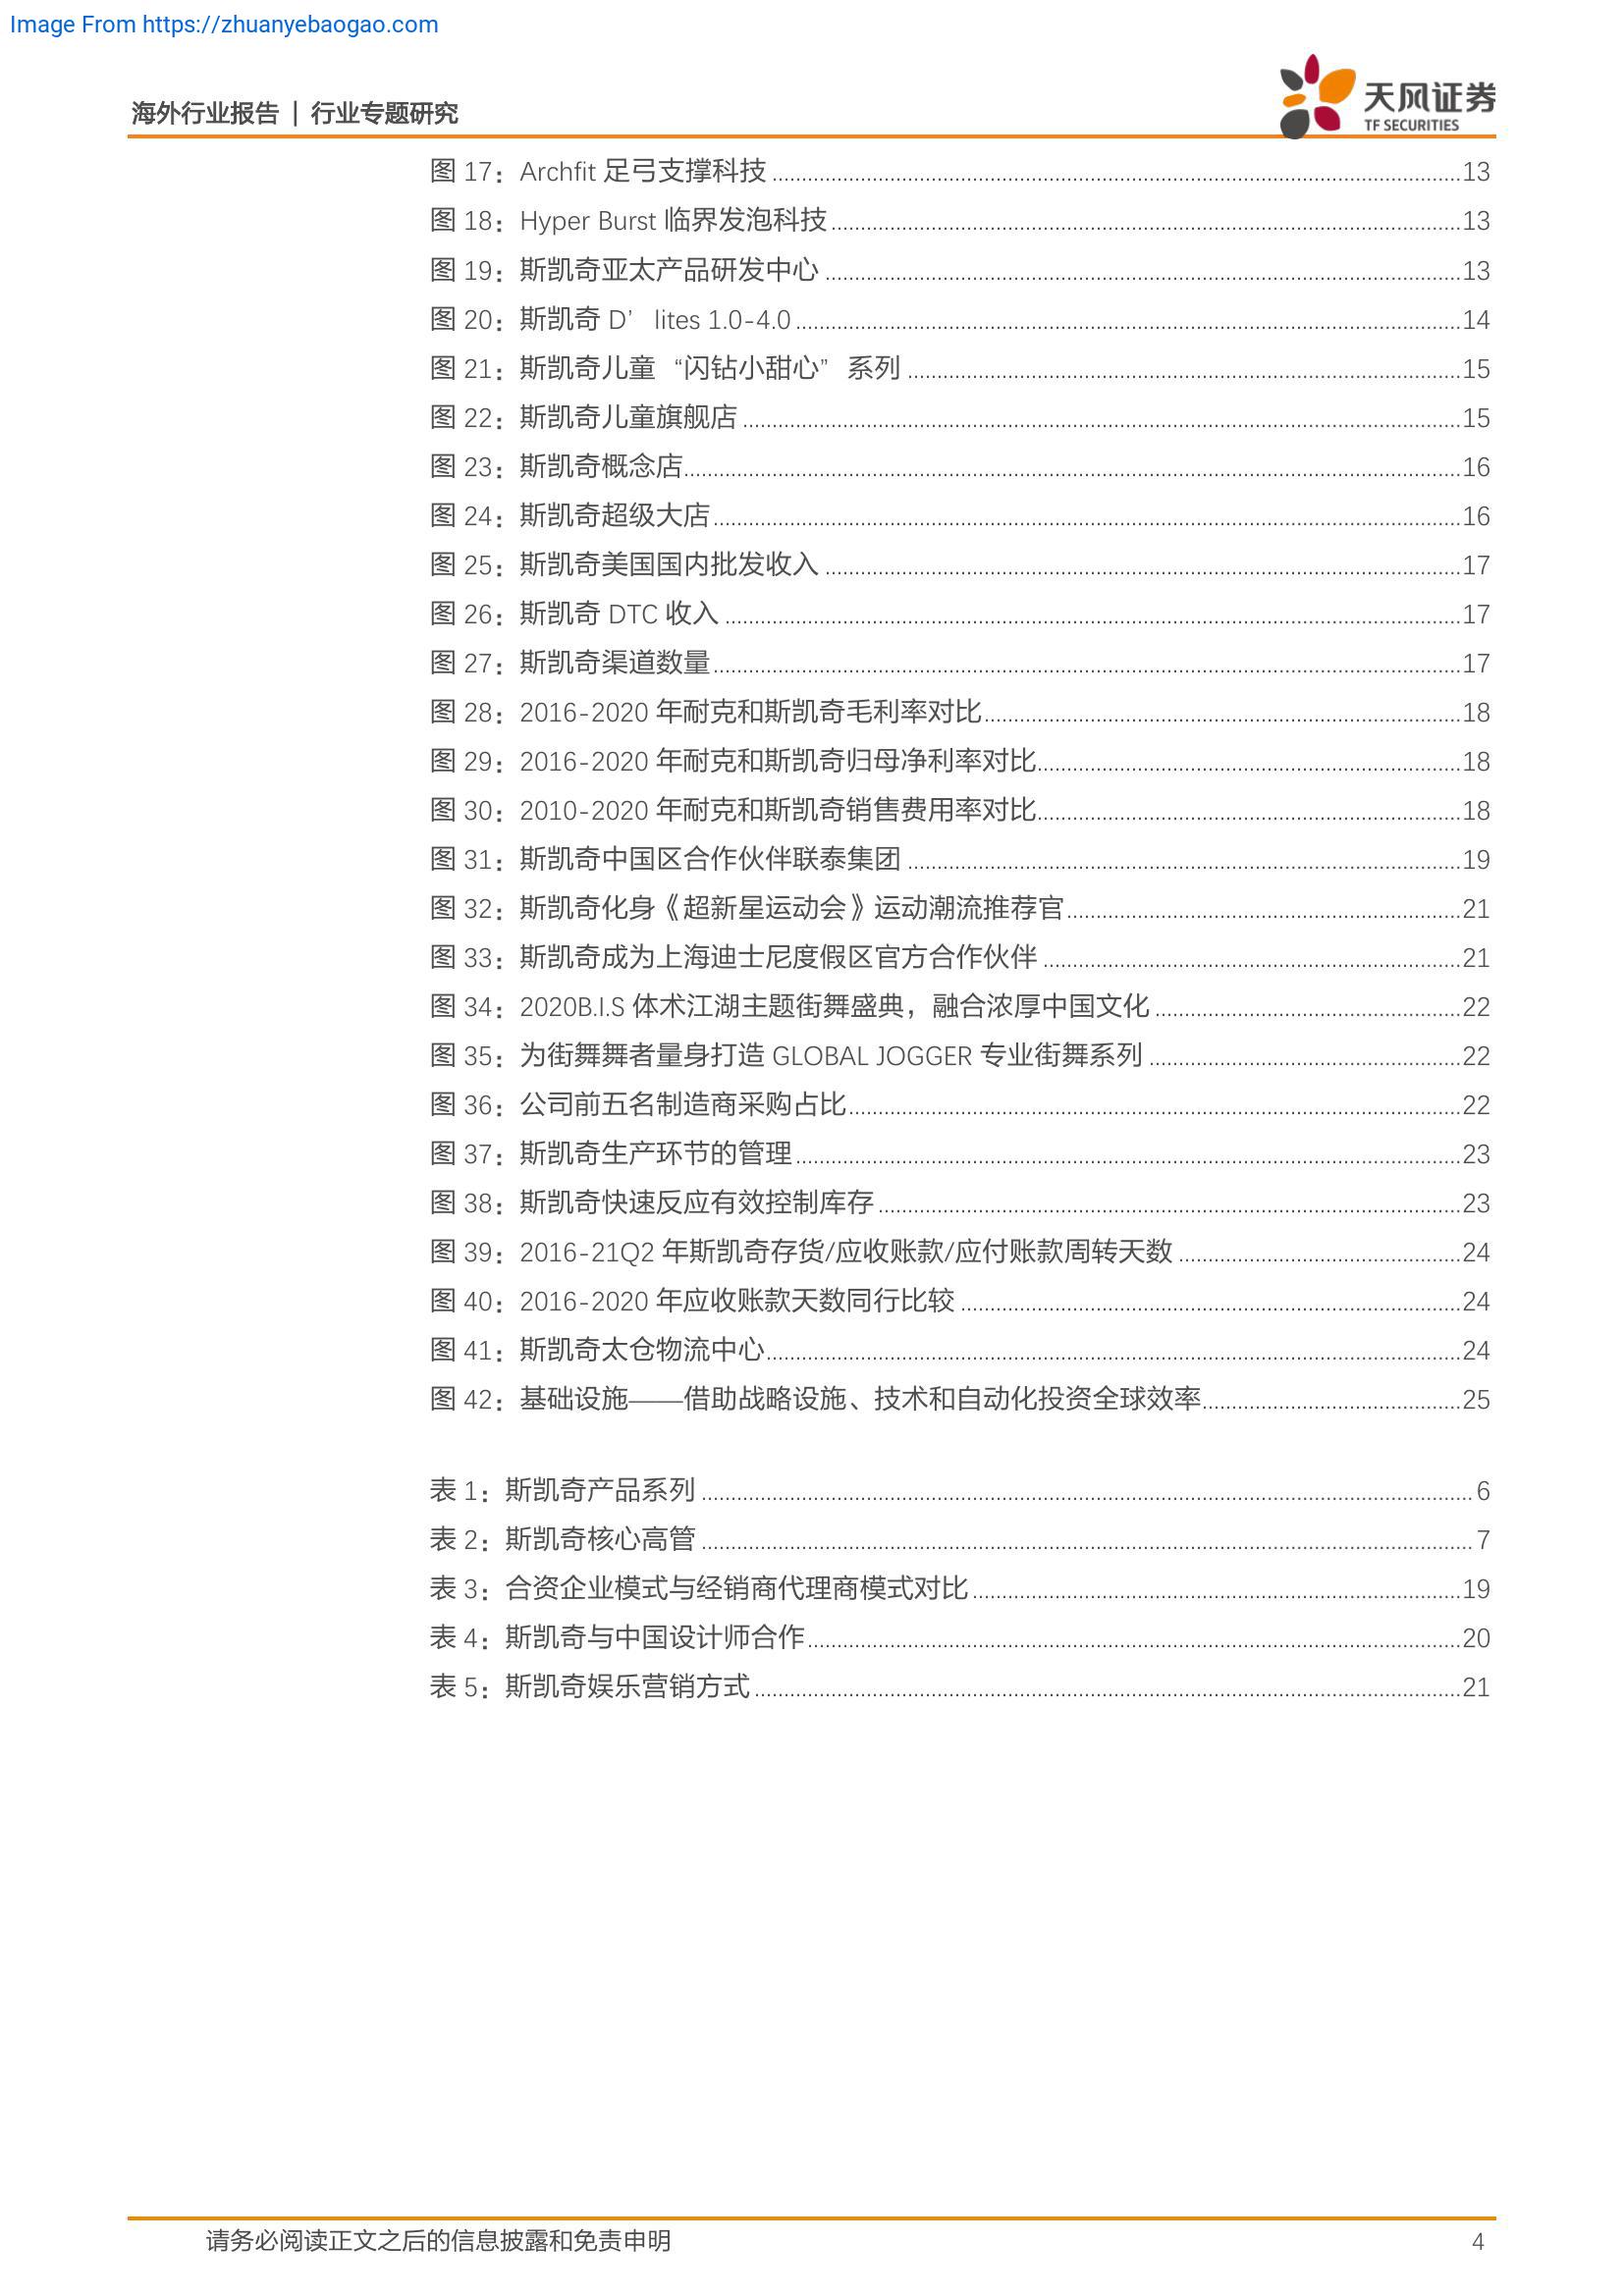 Image From https://zhuanyebaogao.com
海外行业报告 | 行业专题研究
天风证券
TF SECURITIES
图 17：Archfit 足弓支撑科技 13
图 18：Hyper Burst 临界发泡科技 13
图 19：斯凯奇亚太产品研发中心 13
图 20：斯凯奇 D’lites 1.0-4.0 14
图 21：斯凯奇儿童“闪钻小甜心”系列 15
图 22：斯凯奇儿童旗舰店 15
图 23：斯凯奇概念店 16
图 24：斯凯奇超级大店 16
图 25：斯凯奇美国国内批发收入 17
图 26：斯凯奇 DTC 收入 17
图 27：斯凯奇渠道数量 17
图 28：2016-2020 年耐克和斯凯奇毛利率对比 18
图 29：2016-2020 年耐克和斯凯奇归母净利率对比 18
图 30：2010-2020 年耐克和斯凯奇销售费用率对比 18
图 31：斯凯奇中国区合作伙伴联泰集团 19
图 32：斯凯奇化身《超新星运动会》运动潮流推荐官 21
图 33：斯凯奇成为上海迪士尼度假区官方合作伙伴 21
图 34：2020B.I.S 体术江湖主题街舞盛典，融合浓厚中国文化 22
图 35：为街舞舞者量身打造 GLOBAL JOGGER 专业街舞系列 22
图 36：公司前五名制造商采购占比 22
图 37：斯凯奇生产环节的管理 23
图 38：斯凯奇快速反应有效控制库存 23
图 39：2016-21Q2 年斯凯奇存货/应收账款/应付账款周转天数 24
图 40：2016-2020 年应收账款天数同行比较 24
图 41：斯凯奇太仓物流中心 24
图 42：基础设施——借助战略设施、技术和自动化投资全球效率 25
表 1：斯凯奇产品系列 6
表 2：斯凯奇核心高管 7
表 3：合资企业模式与经销商代理商模式对比 19
表 4：斯凯奇与中国设计师合作 20
表 5：斯凯奇娱乐营销方式 21
请务必阅读正文之后的信息披露和免责申明 4